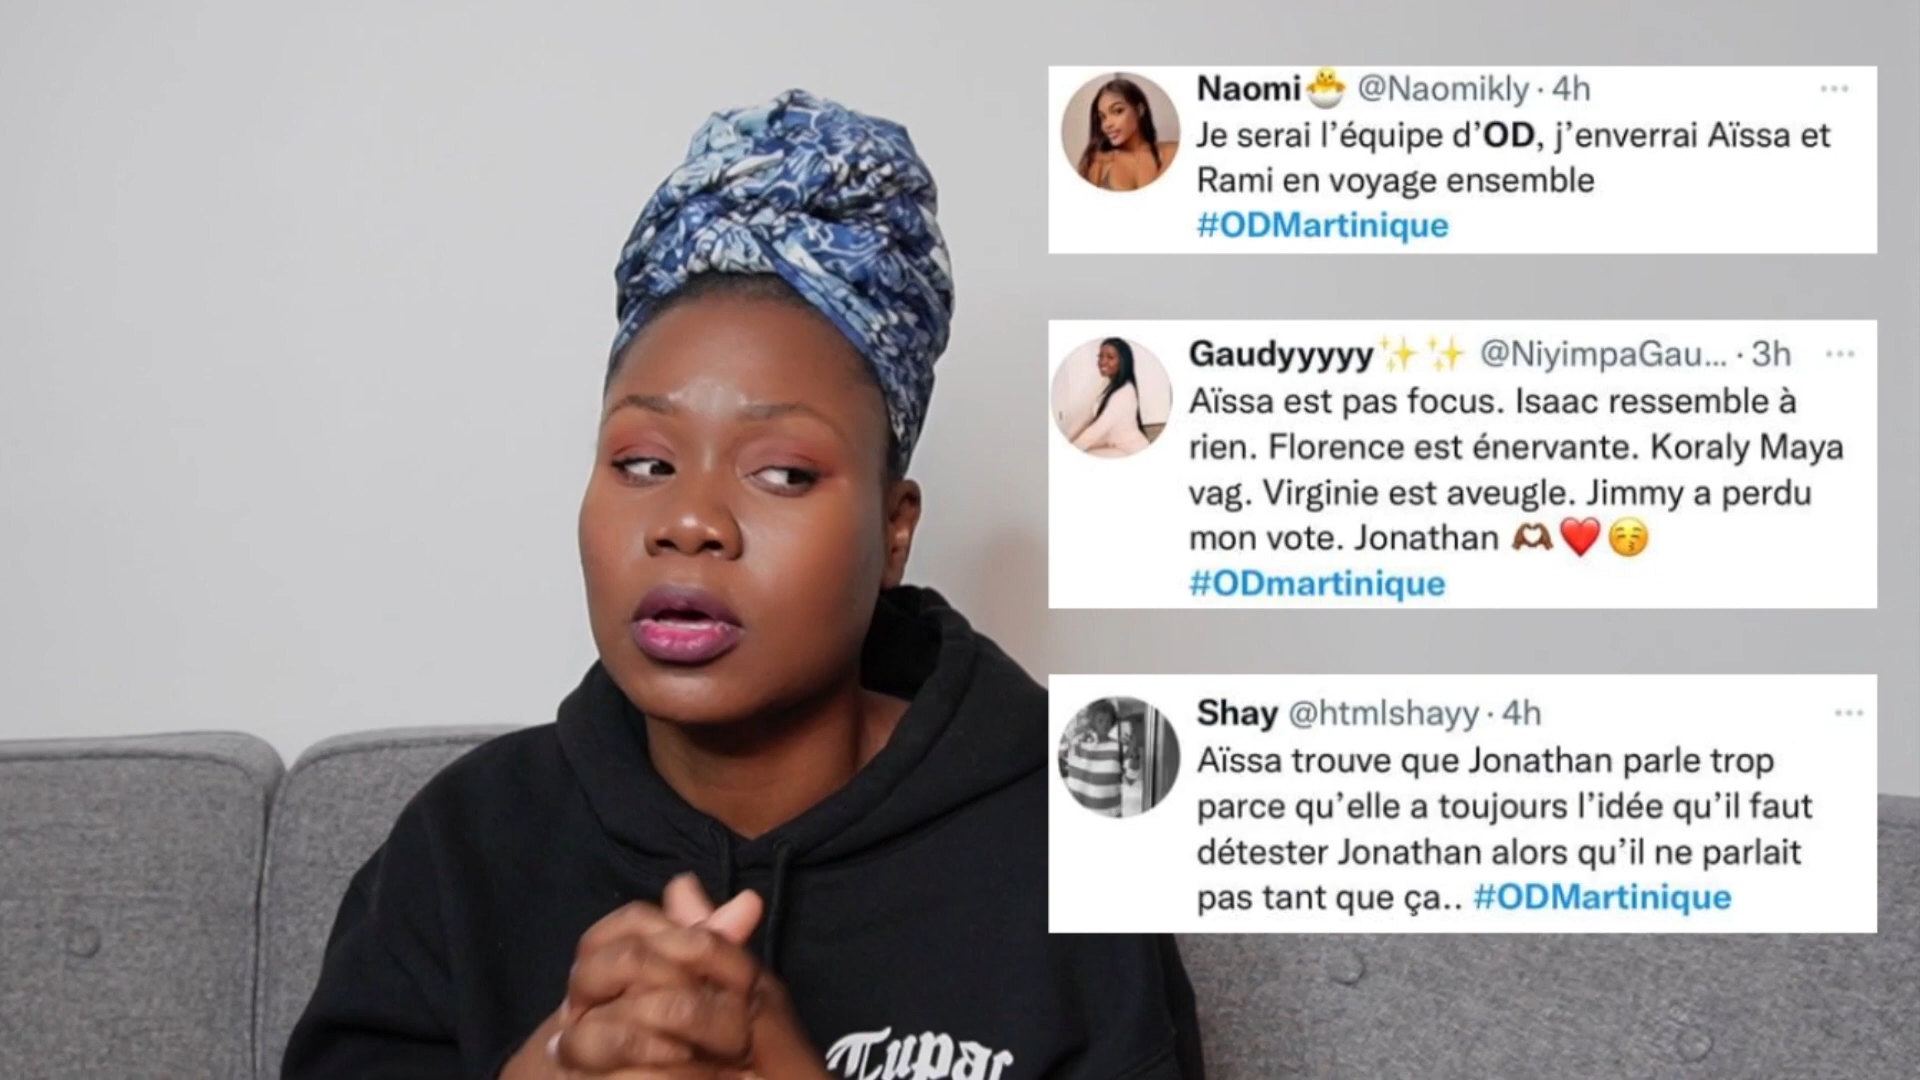 Naomi🐣 @Naomikly · 4h
Je serai l’équipe d’OD, j’enverrai Aïssa et
Rami en voyage ensemble
#ODMartinique
Gaudyyyyy✨✨ @NiyimpaGau... · 3h
Aïssa est pas focus. Isaac ressemble à
rien. Florence est énervante. Koraly Maya
vag. Virginie est aveugle. Jimmy a perdu
mon vote. Jonathan 🫶🏾❤️😚
#ODmartinique
Shay @htmlshayy · 4h
Aïssa trouve que Jonathan parle trop
parce qu’elle a toujours l’idée qu’il faut
détester Jonathan alors qu’il ne parlait
pas tant que ça.. #ODMartinique
Tupac